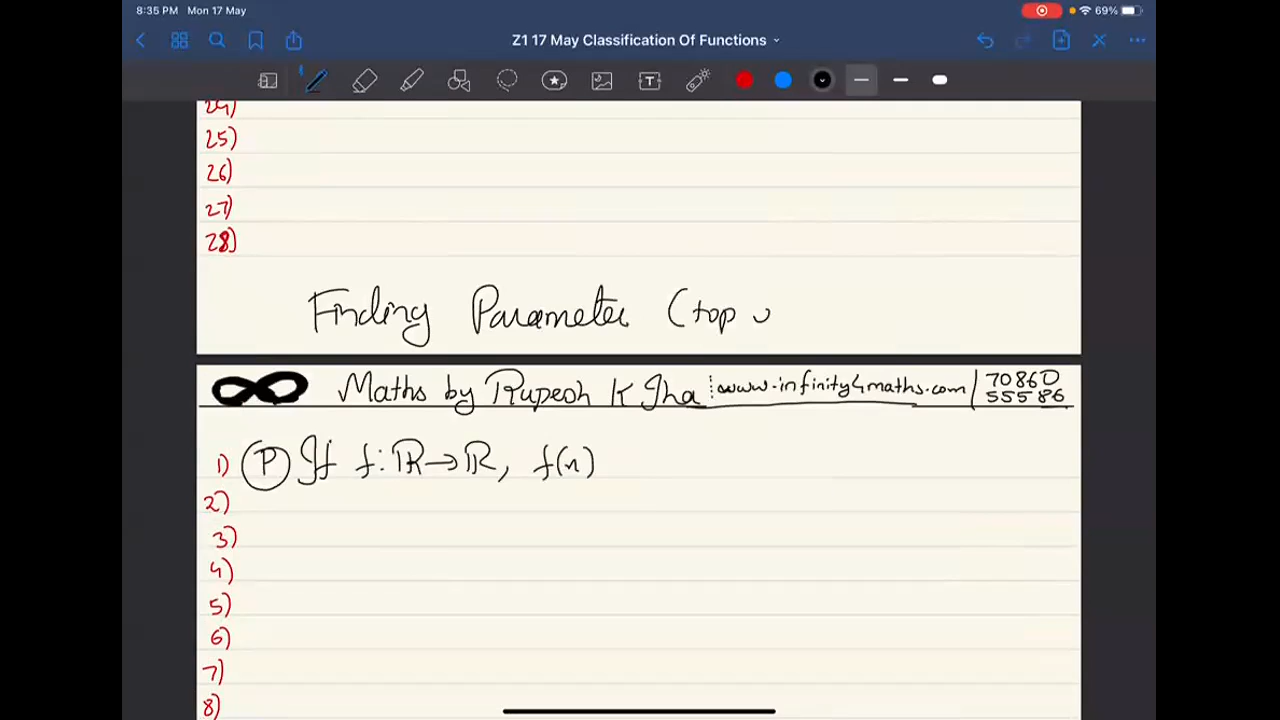 8:35 PM Mon 17 May
69%
Z1 17 May Classification Of Functions
24)
25)
26)
27)
28)
Finding Parameter (top
Maths by Rupesh K Jha www.infinity4maths.com / 70860 55586
1) (P) If f: ℝ→ℝ, f(x)
2)
3)
4)
5)
6)
7)
8)